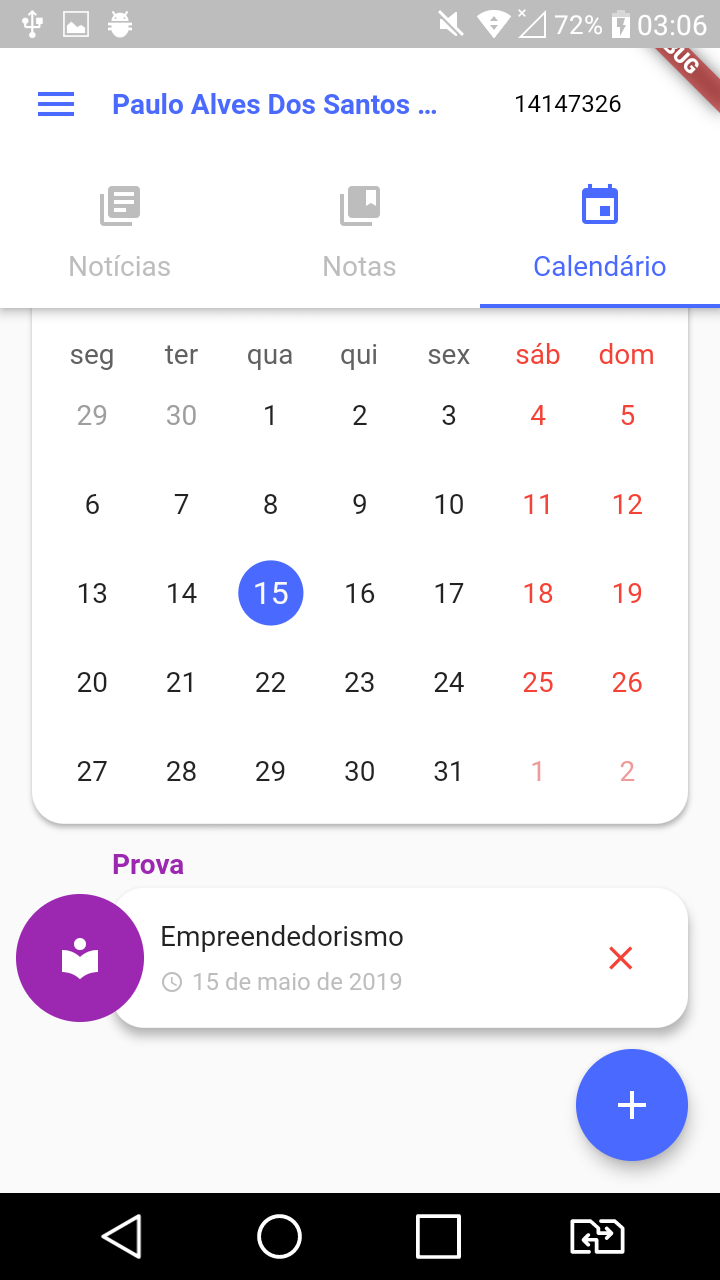 72% 03:06
Paulo Alves Dos Santos ... 14147326
Notícias Notas Calendário
seg ter qua qui sex sáb dom
29 30 1 2 3 4 5
6 7 8 9 10 11 12
13 14 15 16 17 18 19
20 21 22 23 24 25 26
27 28 29 30 31 1 2
Prova
Empreendedorismo
15 de maio de 2019